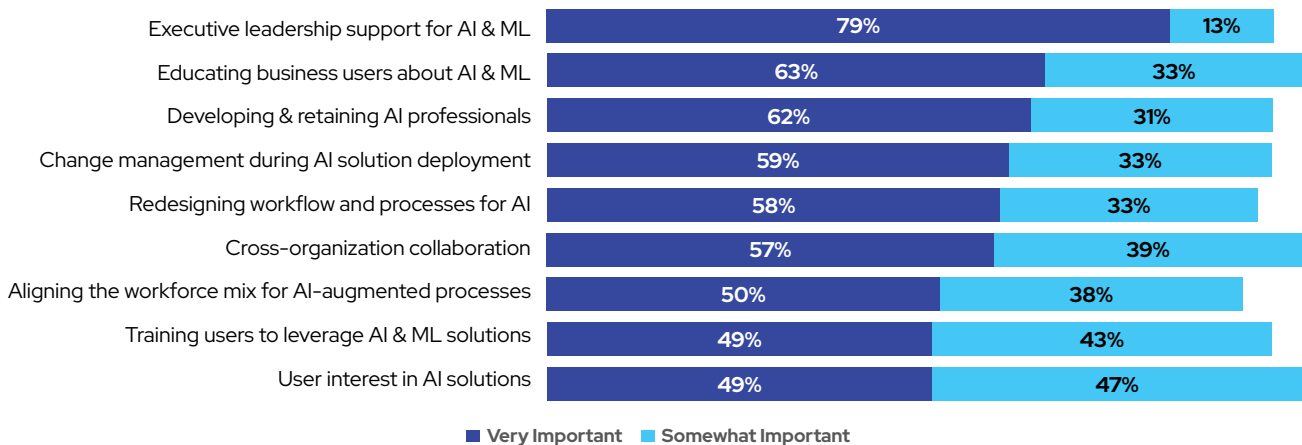 Executive leadership support for AI & ML 79% 13%
Educating business users about AI & ML 63% 33%
Developing & retaining AI professionals 62% 31%
Change management during AI solution deployment 59% 33%
Redesigning workflow and processes for AI 58% 33%
Cross-organization collaboration 57% 39%
Aligning the workforce mix for AI-augmented processes 50% 38%
Training users to leverage AI & ML solutions 49% 43%
User interest in AI solutions 49% 47%
Very Important Somewhat Important